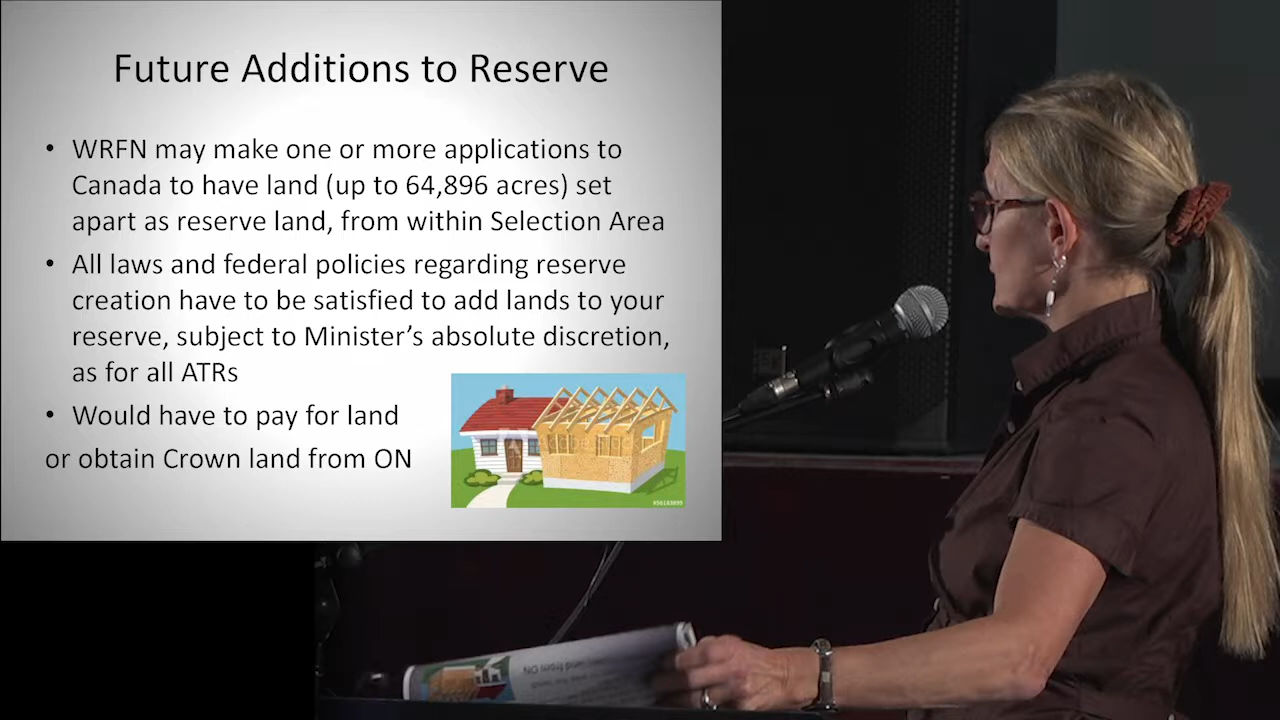 Future Additions to Reserve
• WRFN may make one or more applications to
Canada to have land (up to 64,896 acres) set
apart as reserve land, from within Selection Area
• All laws and federal policies regarding reserve
creation have to be satisfied to add lands to your
reserve, subject to Minister’s absolute discretion,
as for all ATRs
• Would have to pay for land
or obtain Crown land from ON